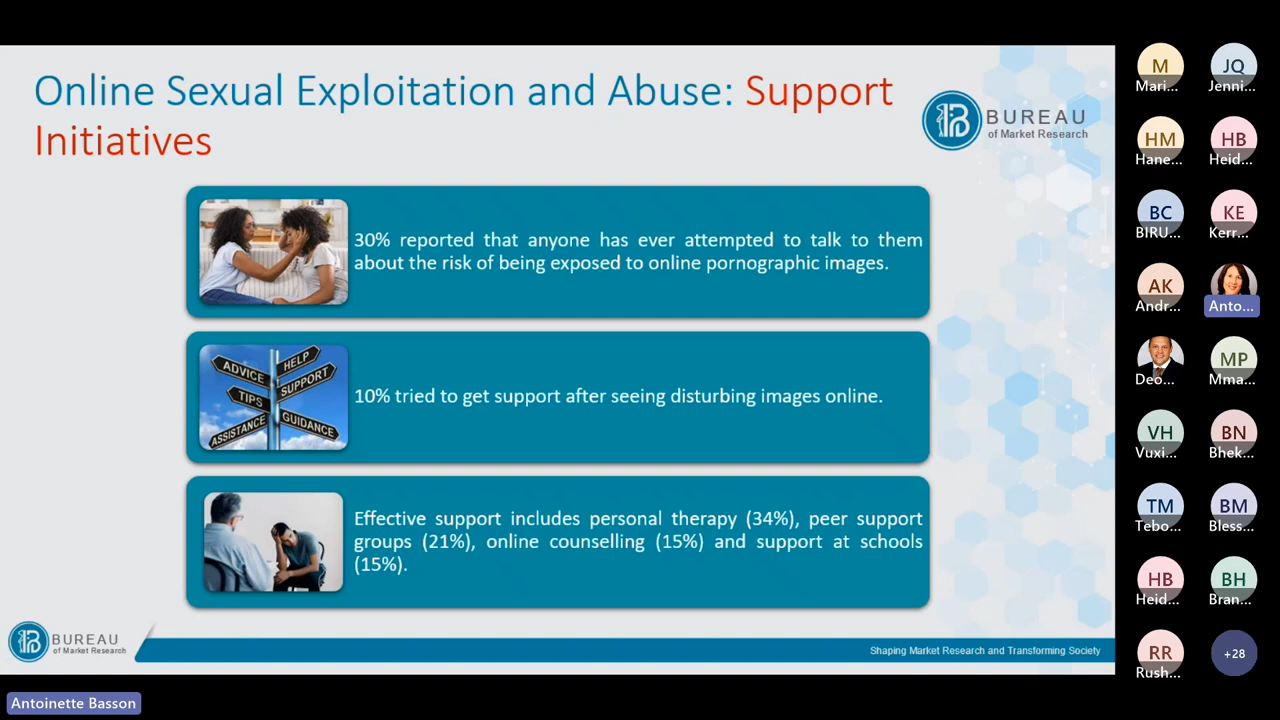 Online Sexual Exploitation and Abuse: Support
Initiatives
BUREAU
of Market Research
30% reported that anyone has ever attempted to talk to them
about the risk of being exposed to online pornographic images.
ADVICE
HELP
SUPPORT
TIPS
ASSISTANCE
GUIDANCE
10% tried to get support after seeing disturbing images online.
Effective support includes personal therapy (34%), peer support
groups (21%), online counselling (15%) and support at schools
(15%).
BUREAU
of Market Research
Shaping Market Research and Transforming Society
Antoinette Basson
M
Mari...
JQ
Jenni...
HM
Hane...
HB
Heid...
BC
BIRU...
KE
Kerr...
AK
Andr...
Anto...
Deo...
MP
Mma...
VH
Vuxi...
BN
Bhek...
TM
Tebo...
BM
Bless...
HB
Heid...
BH
Bran...
RR
Rush...
+28